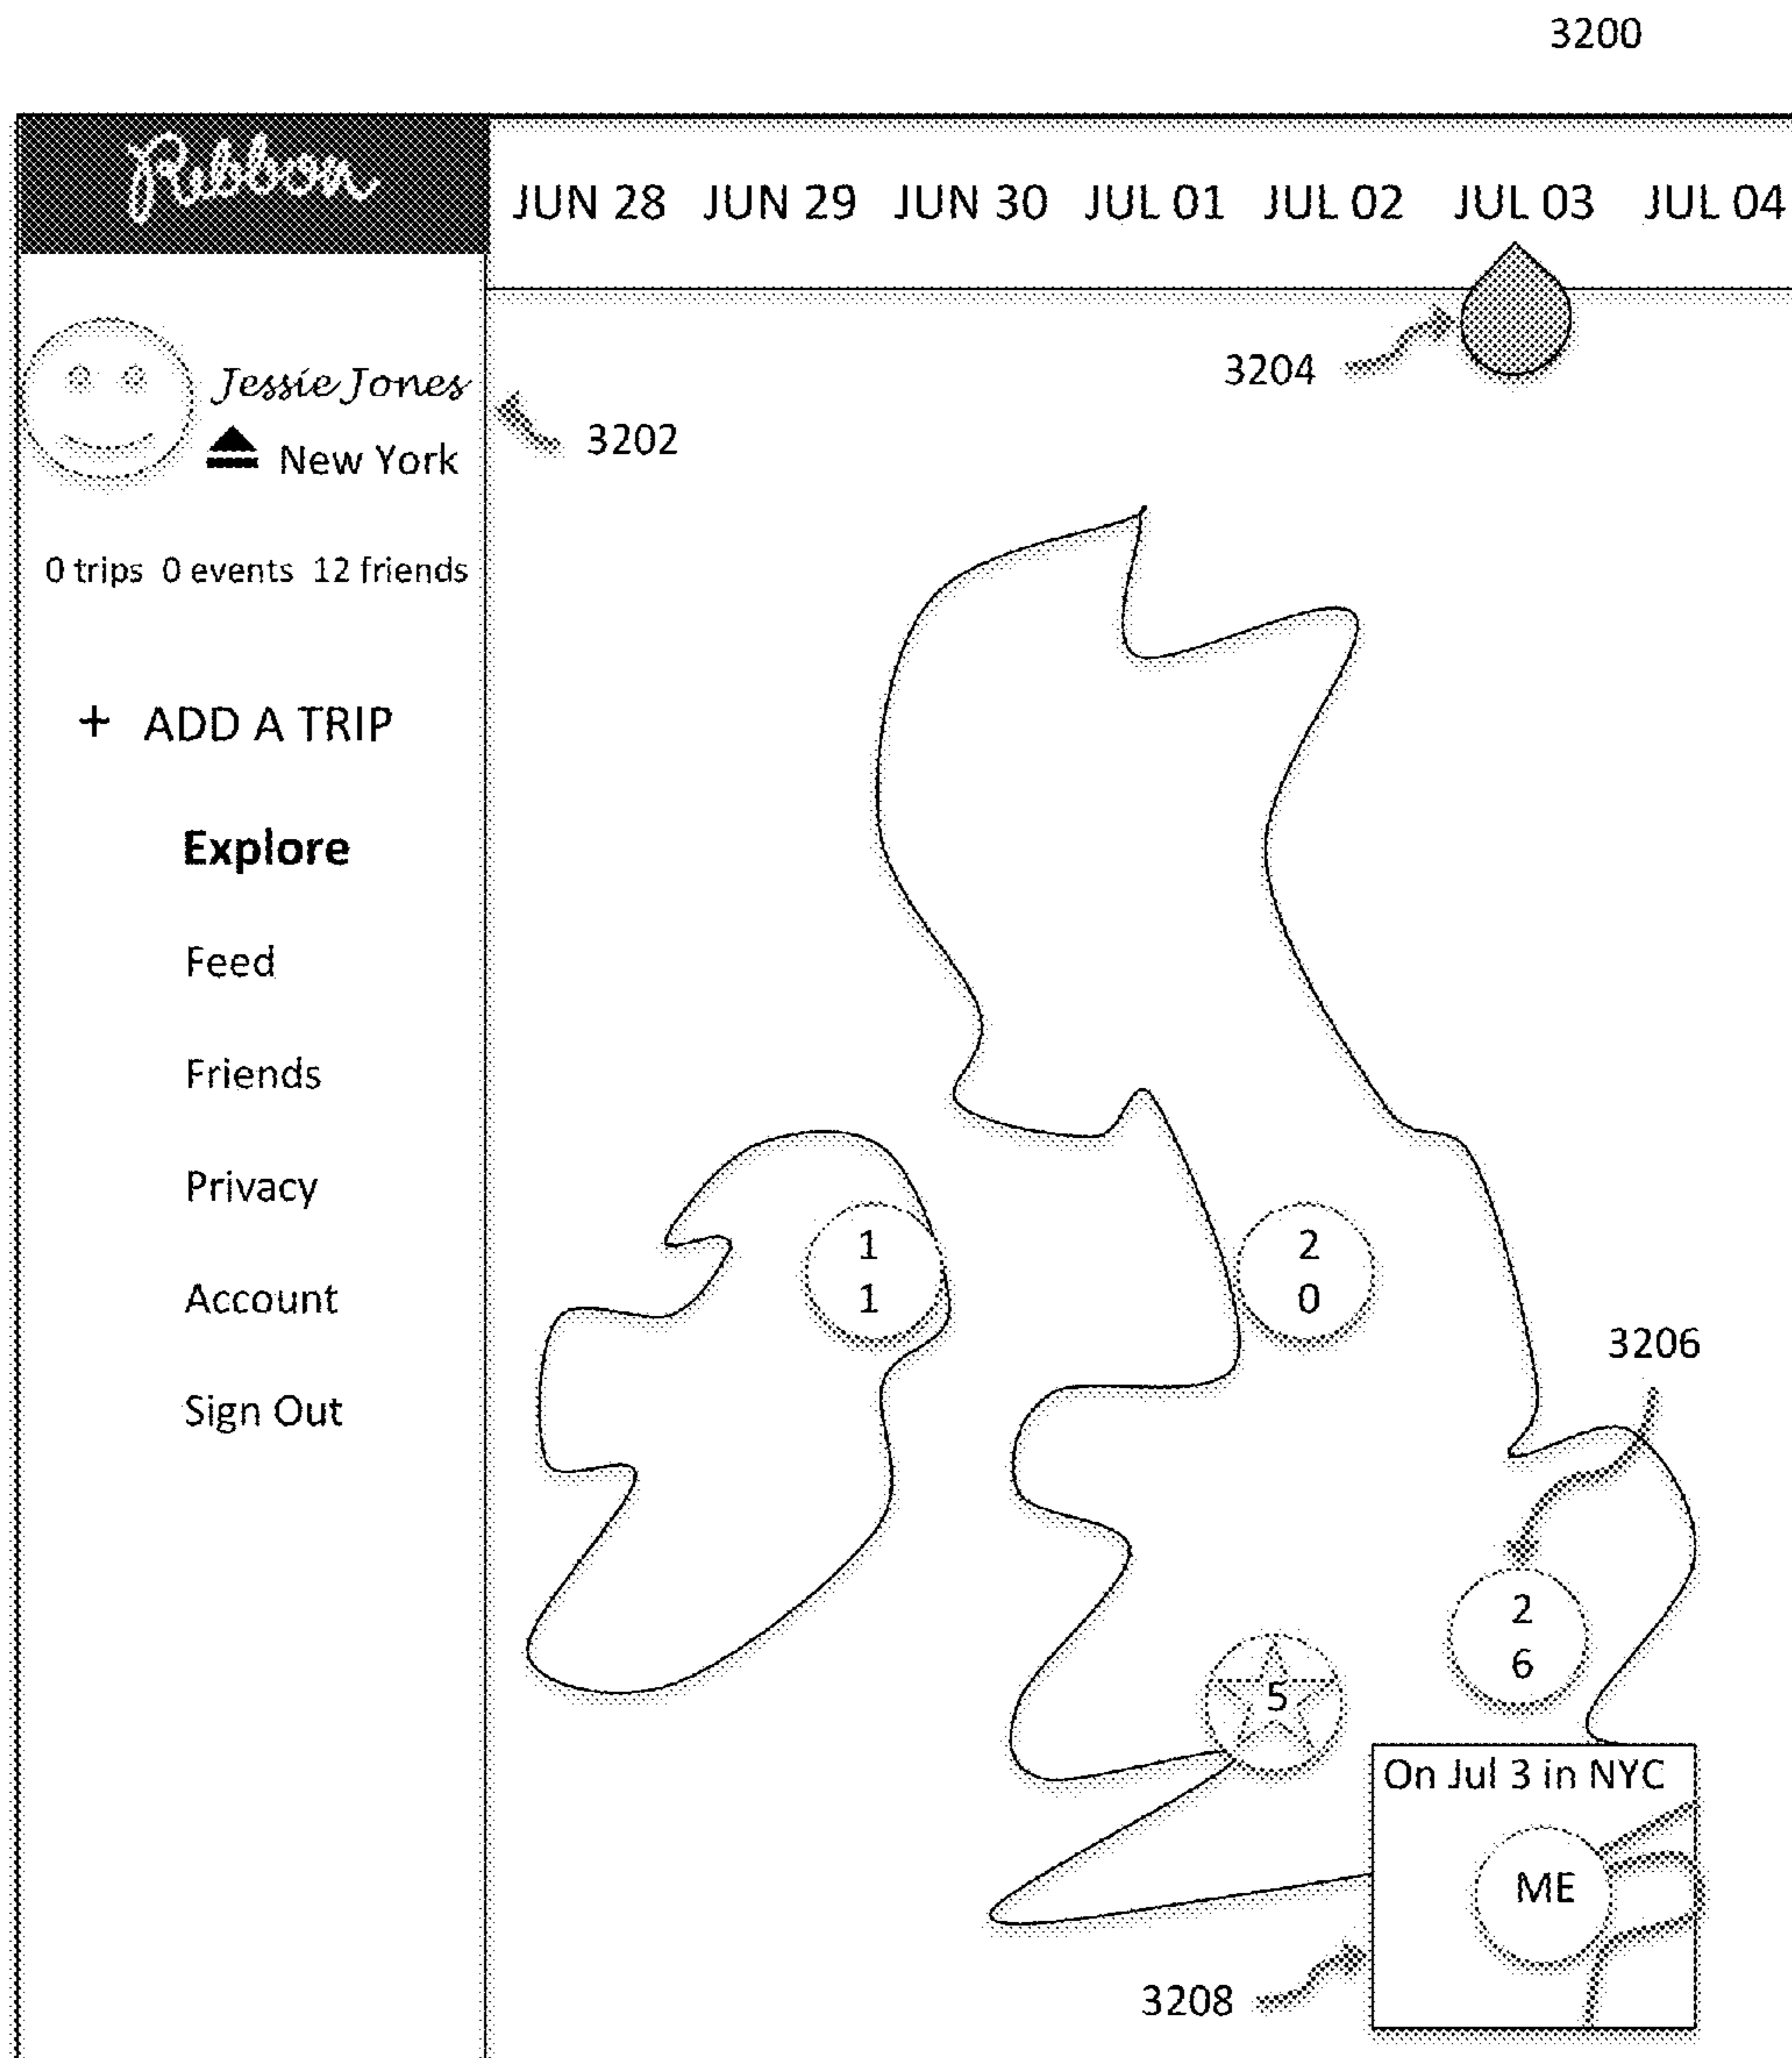 3200
Ribbon
JUN 28 JUN 29 JUN 30 JUL 01 JUL 02 JUL 03 JUL 04
3204
Jessie Jones
3202
New York
0 trips 0 events 12 friends
+ ADD A TRIP
Explore
Feed
Friends
Privacy
Account
Sign Out
1
1
2
0
3206
2
6
5
On Jul 3 in NYC
ME
3208